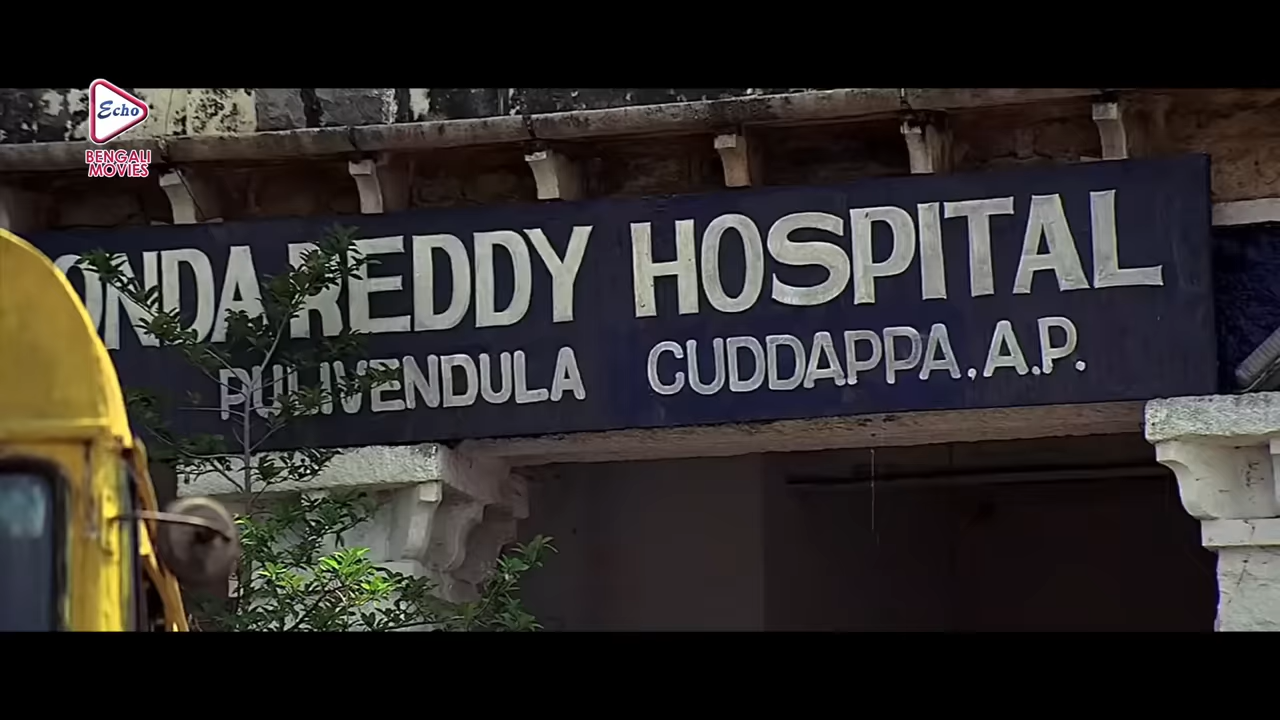 Echo
BENGALI
MOVIES
ONDA REDDY HOSPITAL
PULIVENDULA CUDDAPPA, A.P.